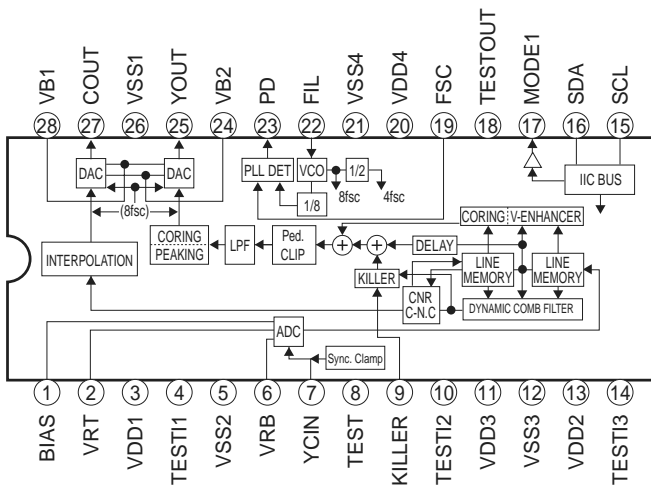 VB1 COUT VSS1 YOUT VB2 PD FIL VSS4 VDD4 FSC TESTOUT MODE1 SDA SCL
28 27 26 25 24 23 22 21 20 19 18 17 16 15
DAC DAC PLL DET VCO 1/2 IIC BUS
(8fsc) 1/8 8fsc 4fsc
CORING V-ENHANCER
CORING
PEAKING LPF Ped.
CLIP + + DELAY
INTERPOLATION KILLER LINE
MEMORY LINE
MEMORY
CNR
C-N.C DYNAMIC COMB FILTER
ADC
Sync. Clamp
1 2 3 4 5 6 7 8 9 10 11 12 13 14
BIAS VRT VDD1 TESTI1 VSS2 VRB YCIN TEST KILLER TESTI2 VDD3 VSS3 VDD2 TESTI3